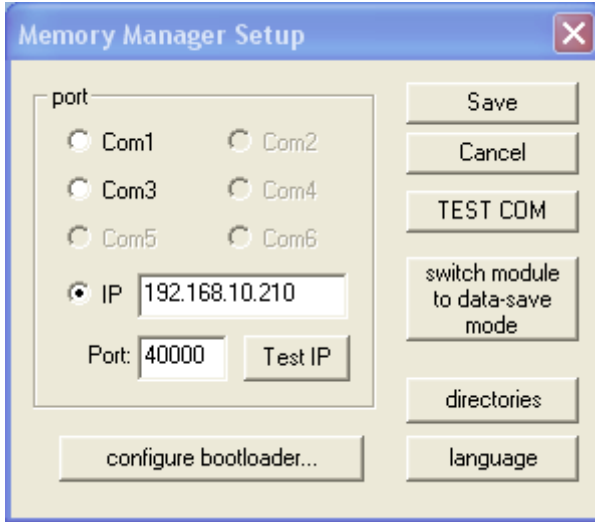 Memory Manager Setup
port
Com1
Com2
Com3
Com4
Com5
Com6
IP 192.168.10.210
Port: 40000 Test IP
configure bootloader...
Save
Cancel
TEST COM
switch module
to data-save
mode
directories
language